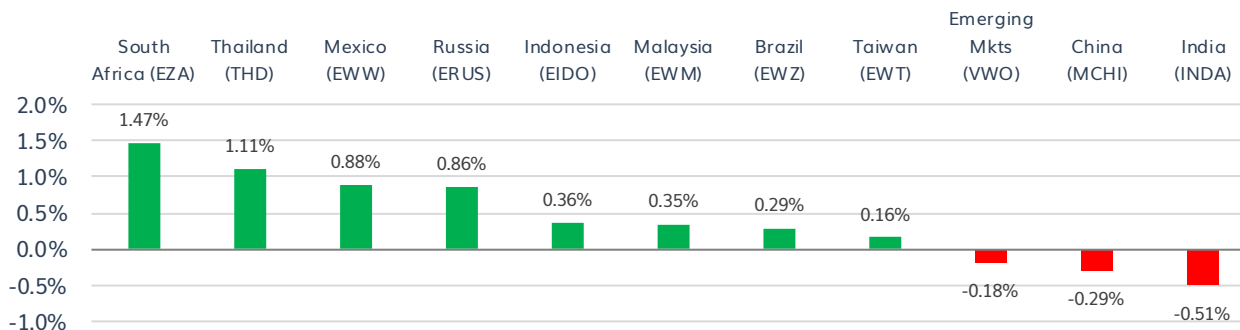 South Africa (EZA)
Thailand (THD)
Mexico (EWW)
Russia (ERUS)
Indonesia (EIDO)
Malaysia (EWM)
Brazil (EWZ)
Taiwan (EWT)
Emerging Mkts (VWO)
China (MCHI)
India (INDA)
2.0%
1.5%
1.0%
0.5%
0.0%
-0.5%
-1.0%
1.47%
1.11%
0.88%
0.86%
0.36%
0.35%
0.29%
0.16%
-0.18%
-0.29%
-0.51%